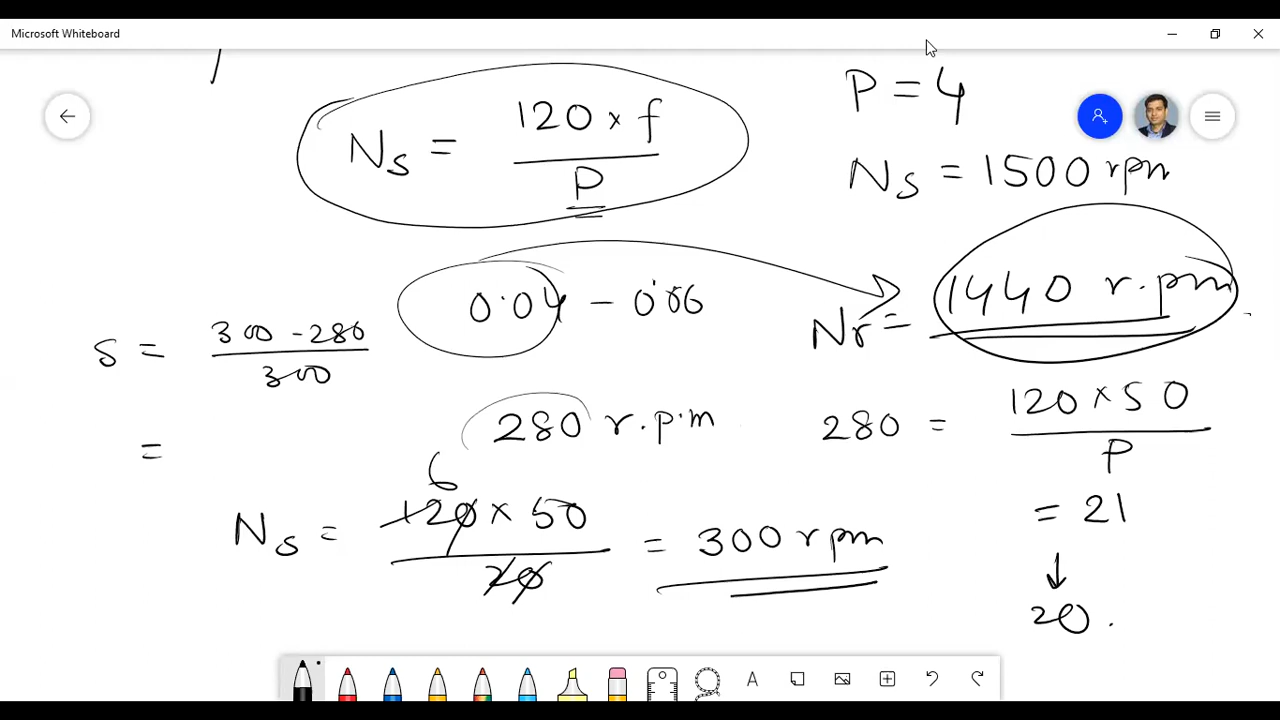 Microsoft Whiteboard
Ns = 120 × f / P
P = 4
Ns = 1500 rpm
0.04 - 0.06
Nr = 1440 r.pm
s = 300 - 280 / 300
=
280 r.p.m
280 = 120 × 50 / P
= 21
↓
20.
6
Ns = 120 × 50 / 20 = 300 rpm
A